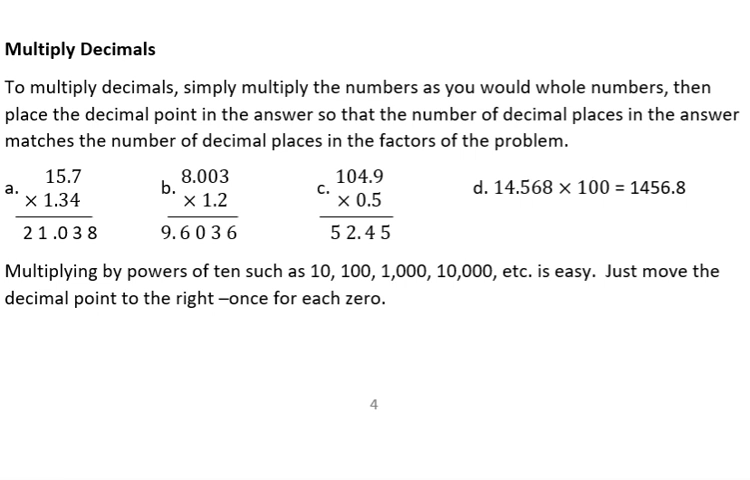 Multiply Decimals
To multiply decimals, simply multiply the numbers as you would whole numbers, then
place the decimal point in the answer so that the number of decimal places in the answer
matches the number of decimal places in the factors of the problem.
a. 15.7 × 1.34 21.038
b. 8.003 × 1.2 9.6036
c. 104.9 × 0.5 52.45
d. 14.568 × 100 = 1456.8
Multiplying by powers of ten such as 10, 100, 1,000, 10,000, etc. is easy.  Just move the
decimal point to the right –once for each zero.
4